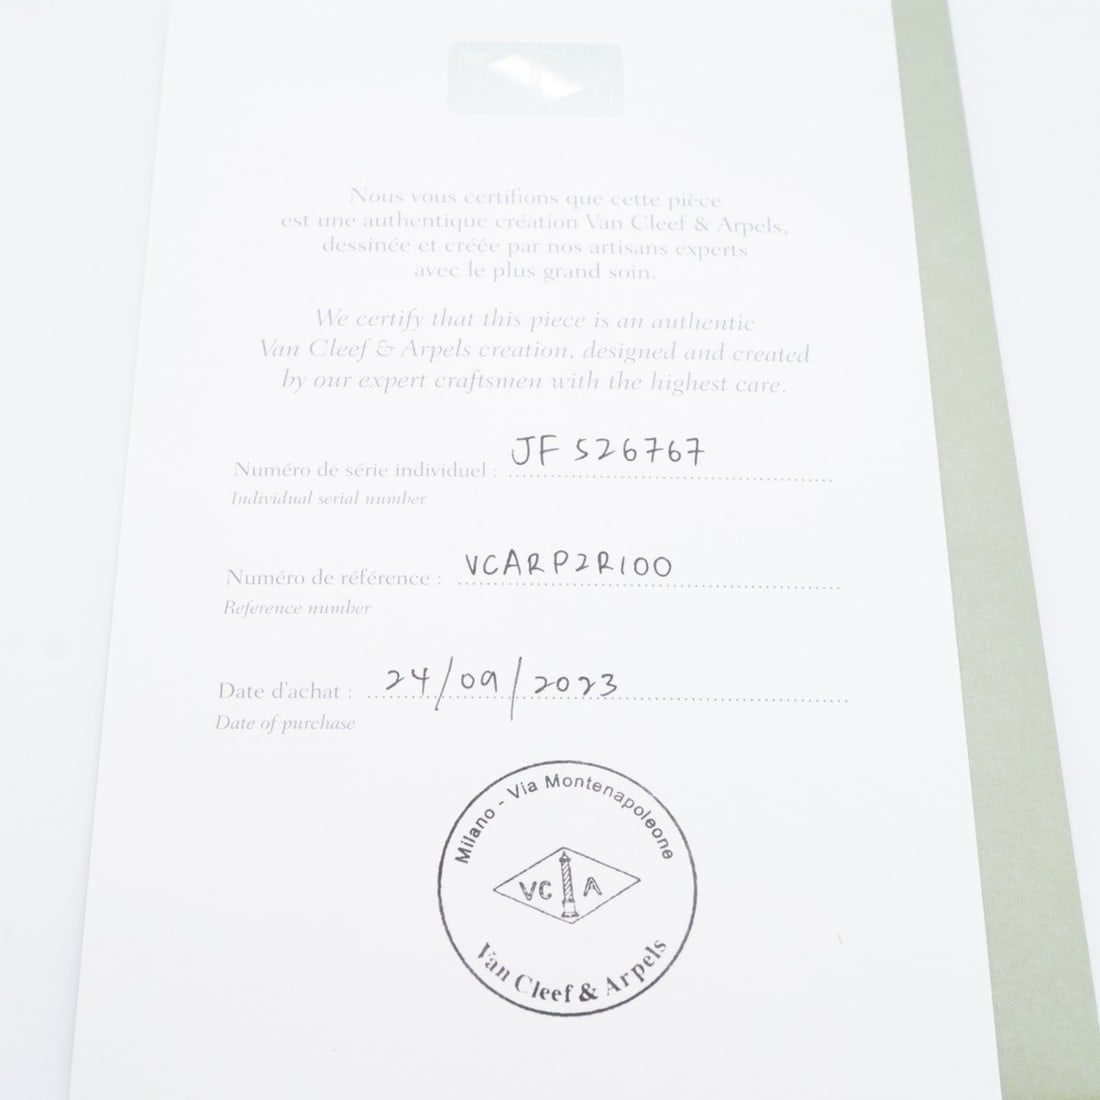 Nous vous certifions que cette pièce
est une authentique création Van Cleef & Arpels,
dessinée et créée par nos artisans experts
avec le plus grand soin.
We certify that this piece is an authentic
Van Cleef & Arpels creation, designed and created
by our expert craftsmen with the highest care.
Numéro de série individuel : JF 526767
Individual serial number
Numéro de référence : VCARP2R100
Reference number
Date d'achat : 24/09/2023
Date of purchase
Milano - Via Montenapoleone
VC A
Van Cleef & Arpels